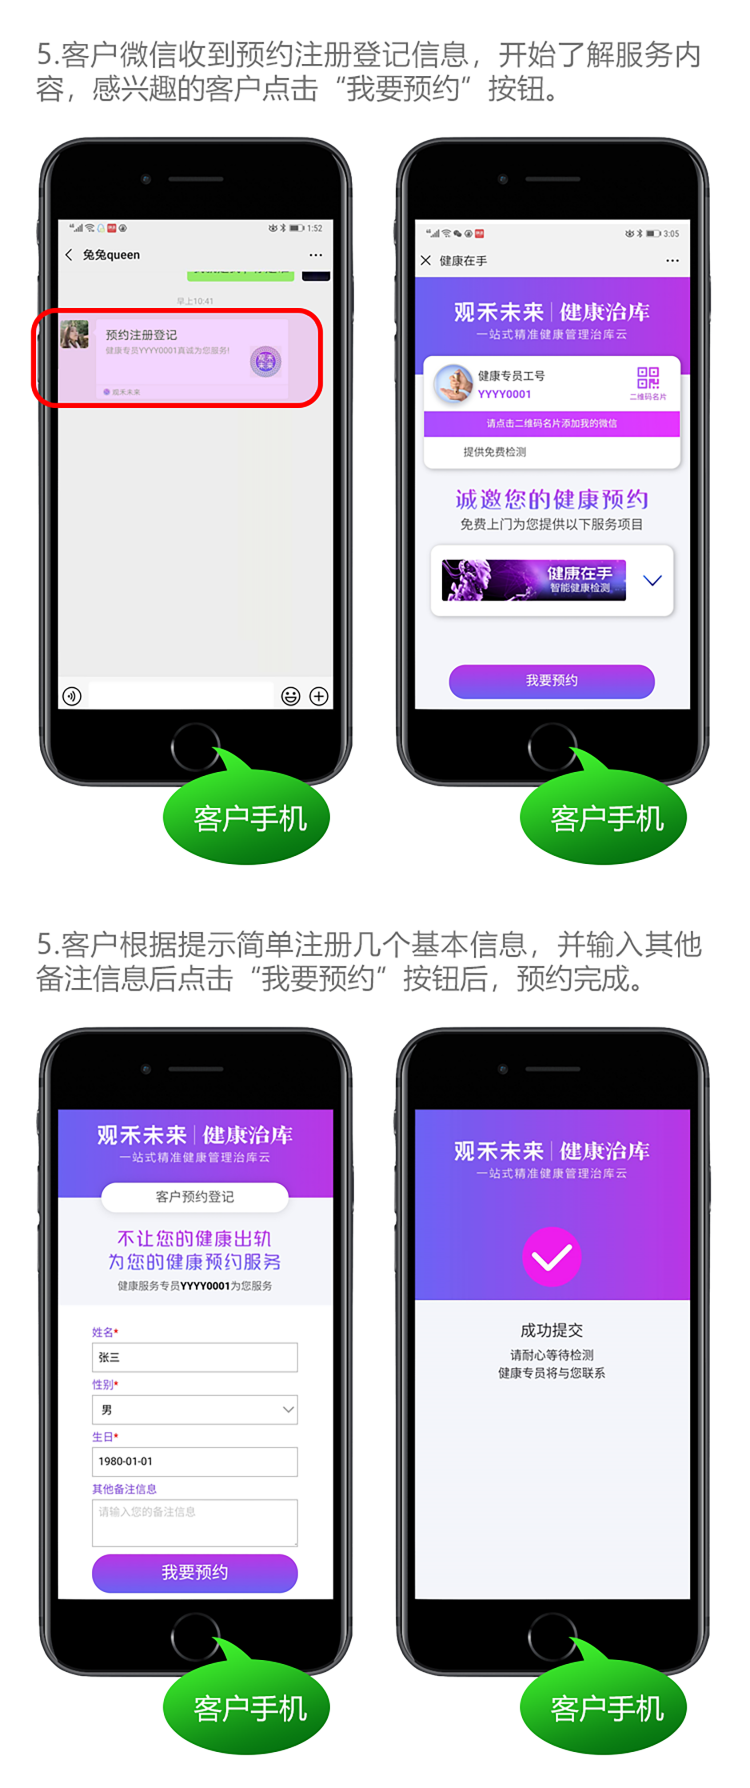 5.客户微信收到预约注册登记信息，开始了解服务内
容，感兴趣的客户点击“我要预约”按钮。
1:52
兔兔queen
早上10:41
预约注册登记
健康专员YYYY0001真诚为您服务!
观禾未来
客户手机
3:05
健康在手
观禾未来|健康治库
一站式精准健康管理治库云
健康专员工号
YYYY0001
二维码名片
请点击二维码名片添加我的微信
提供免费检测
诚邀您的健康预约
免费上门为您提供以下服务项目
健康在手
智能健康检测
我要预约
客户手机
5.客户根据提示简单注册几个基本信息，并输入其他
备注信息后点击“我要预约”按钮后，预约完成。
观禾未来|健康治库
一站式精准健康管理治库云
客户预约登记
不让您的健康出轨
为您的健康预约服务
健康服务专员YYYY0001为您服务
姓名*
张三
性别*
男
生日*
1980-01-01
其他备注信息
请输入您的备注信息
我要预约
客户手机
观禾未来|健康治库
一站式精准健康管理治库云
成功提交
请耐心等待检测
健康专员将与您联系
客户手机